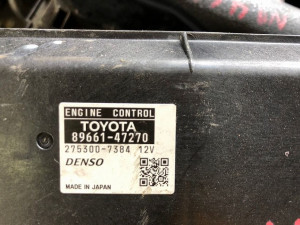 ENGINE CONTROL
TOYOTA
89661-47270
275300-7384 12V
DENSO
MADE IN JAPAN